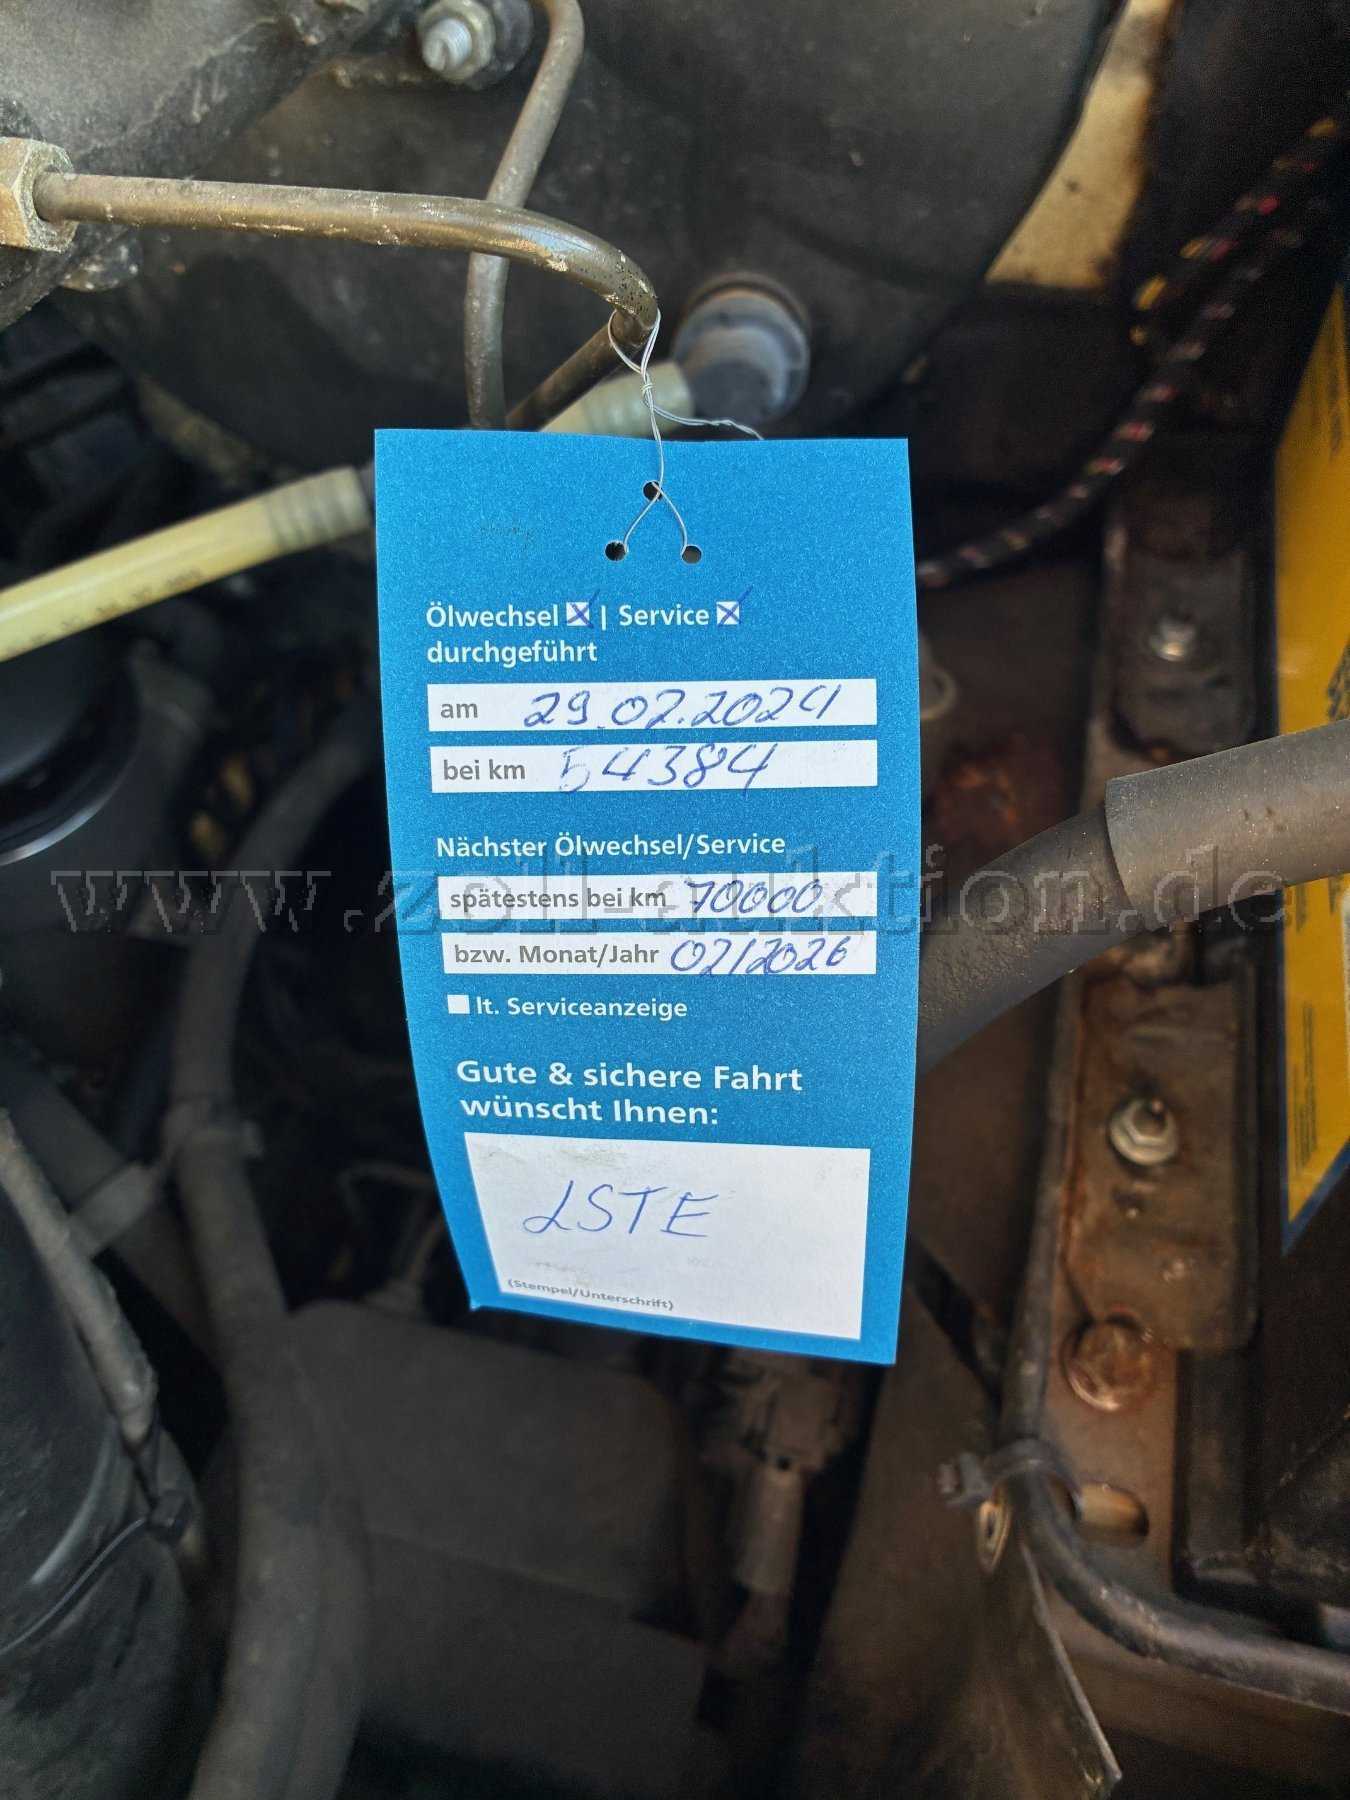 Ölwechsel ☒ | Service ☒
durchgeführt
am 29.02.2024
bei km 54384
Nächster Ölwechsel/Service
www.zoll-auktion.de
spätestens bei km 70000
bzw. Monat/Jahr 02/2026
lt. Serviceanzeige
Gute & sichere Fahrt
wünscht Ihnen:
LSTE
(Stempel/Unterschrift)